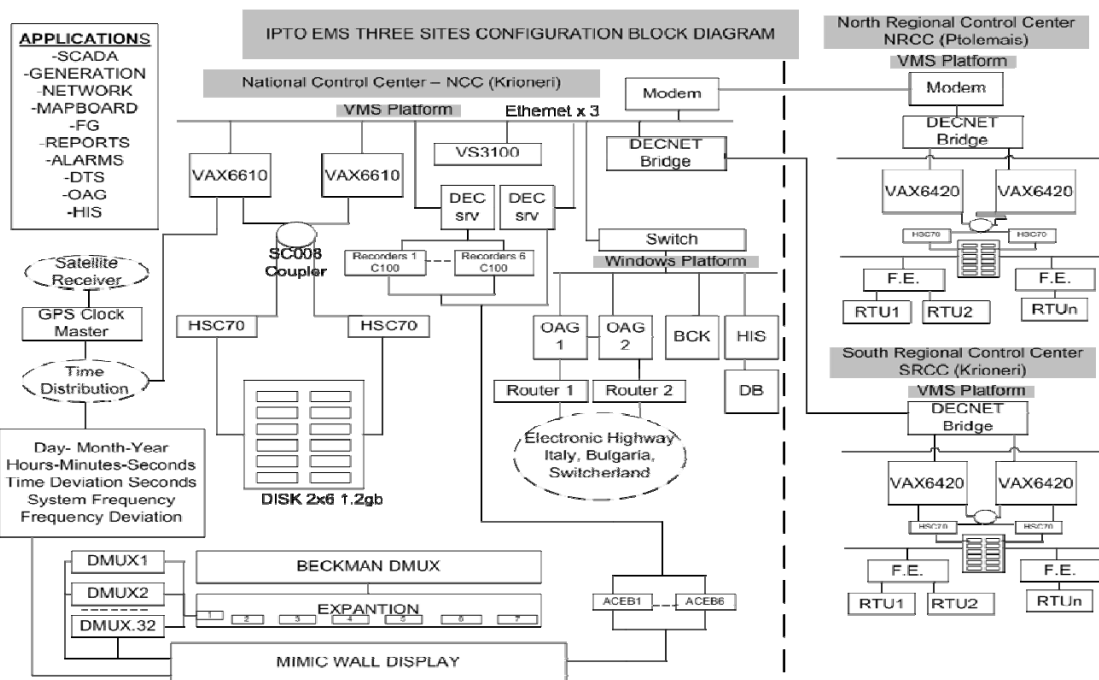 IPTO EMS THREE SITES CONFIGURATION BLOCK DIAGRAM
APPLICATIONS
-SCADA
-GENERATION
-NETWORK
-MAPBOARD
-FG
-REPORTS
-ALARMS
-DTS
-OAG
-HIS
National Control Center – NCC (Krioneri)
VMS Platform
Ethernet x 3
Modem
DECNET
Bridge
VAX6610
VAX6610
VS3100
DEC
srv
DEC
srv
SC008
Coupler
Recorders 1
C100
Recorders 6
C100
Switch
Windows Platform
Satellite
Receiver
GPS Clock
Master
Time
Distribution
HSC70
HSC70
DISK 2x6 1.2gb
OAG
1
OAG
2
BCK
HIS
Router 1
Router 2
DB
Electronic Highway
Italy, Bulgaria,
Switcherland
Day- Month-Year
Hours-Minutes-Seconds
Time Deviation Seconds
System Frequency
Frequency Deviation
DMUX1
DMUX2
DMUX.32
BECKMAN DMUX
EXPANTION
1
2
3
4
5
6
7
ACEB1
ACEB6
MIMIC WALL DISPLAY
North Regional Control Center
NRCC (Ptolemais)
VMS Platform
Modem
DECNET
Bridge
VAX6420
VAX6420
HSC70
HSC70
F.E.
F.E.
RTU1
RTU2
RTUn
South Regional Control Center
SRCC (Krioneri)
VMS Platform
DECNET
Bridge
VAX6420
VAX6420
HSC70
HSC70
F.E.
F.E.
RTU1
RTU2
RTUn